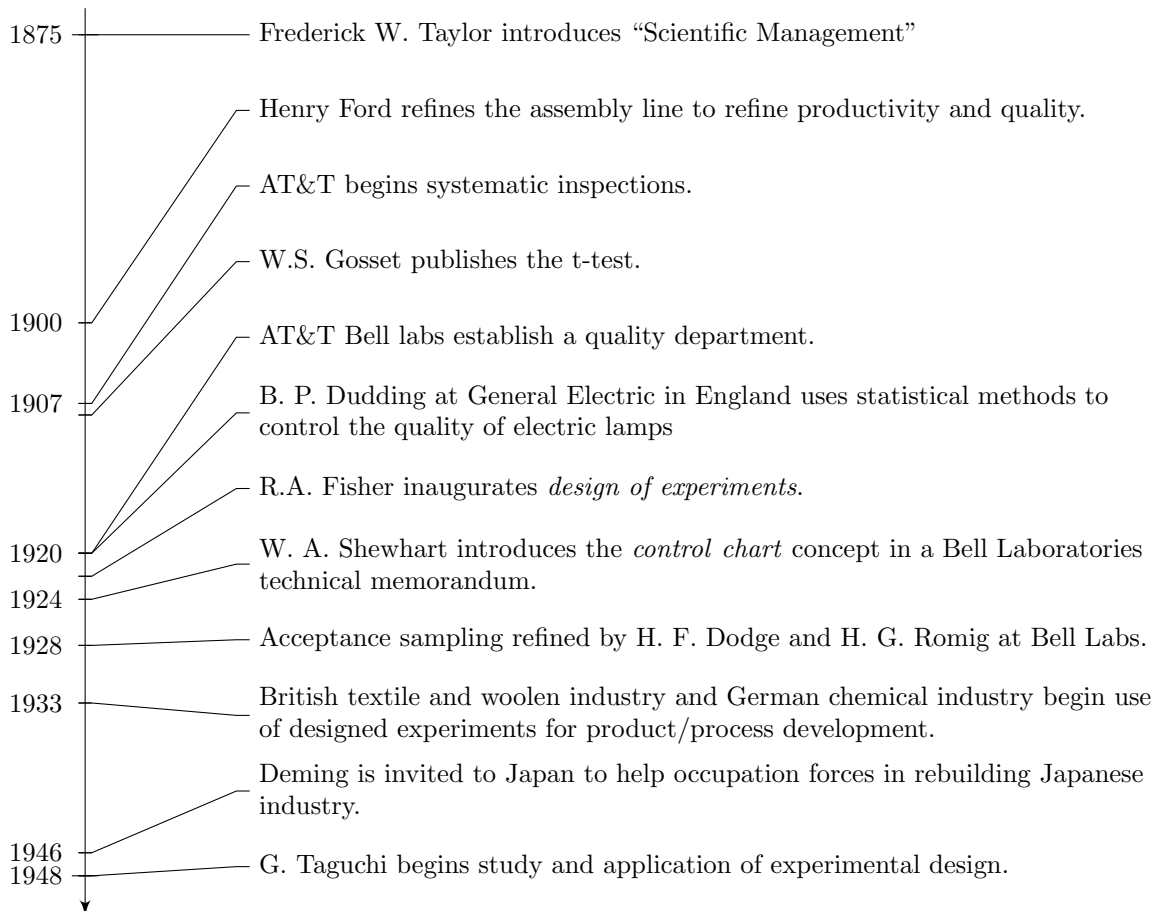 1875 Frederick W. Taylor introduces “Scientific Management”
Henry Ford refines the assembly line to refine productivity and quality.
AT&T begins systematic inspections.
W.S. Gosset publishes the t-test.
1900
AT&T Bell labs establish a quality department.
1907
B. P. Dudding at General Electric in England uses statistical methods to
control the quality of electric lamps
R.A. Fisher inaugurates design of experiments.
1920
W. A. Shewhart introduces the control chart concept in a Bell Laboratories
technical memorandum.
1924
1928 Acceptance sampling refined by H. F. Dodge and H. G. Romig at Bell Labs.
1933 British textile and woolen industry and German chemical industry begin use
of designed experiments for product/process development.
Deming is invited to Japan to help occupation forces in rebuilding Japanese
industry.
1946
1948 G. Taguchi begins study and application of experimental design.